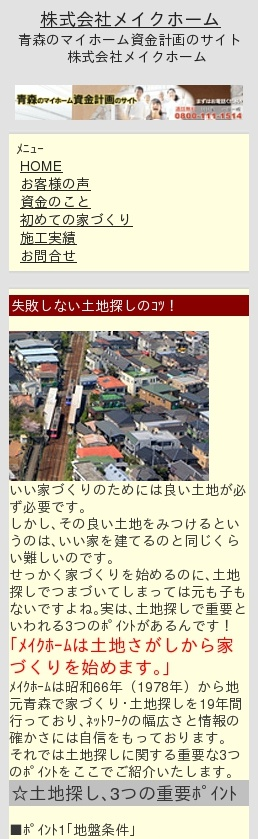 株式会社メイクホーム
青森のマイホーム資金計画のサイト
株式会社メイクホーム
青森のマイホーム資金計画のサイト
まずはお電話ください
0800-111-1514
ﾒﾆｭｰ
HOME
お客様の声
資金のこと
初めての家づくり
施工実績
お問合せ
失敗しない土地探しのｺﾂ！
いい家づくりのためには良い土地が必
ず必要です。
しかし､その良い土地をみつけるとい
うのは､いい家を建てるのと同じくら
い難しいのです。
せっかく家づくりを始めるのに､土地
探しでつまづいてしまっては元も子も
ないですよね｡実は､土地探しで重要と
いわれる3つのﾎﾟｲﾝﾄがあるんです！
｢ﾒｲｸﾎｰﾑは土地さがしから家
づくりを始めます｡｣
ﾒｲｸﾎｰﾑは昭和66年（1978年）から地
元青森で家づくり･土地探しを19年間
行っており､ﾈｯﾄﾜｰｸの幅広さと情報の
確かさには自信をもっております。
それでは土地探しに関する重要な3つ
のﾎﾟｲﾝﾄをここでご紹介いたします。
☆土地探し､3つの重要ﾎﾟｲﾝﾄ
■ﾎﾟｲﾝﾄ1｢地盤条件｣